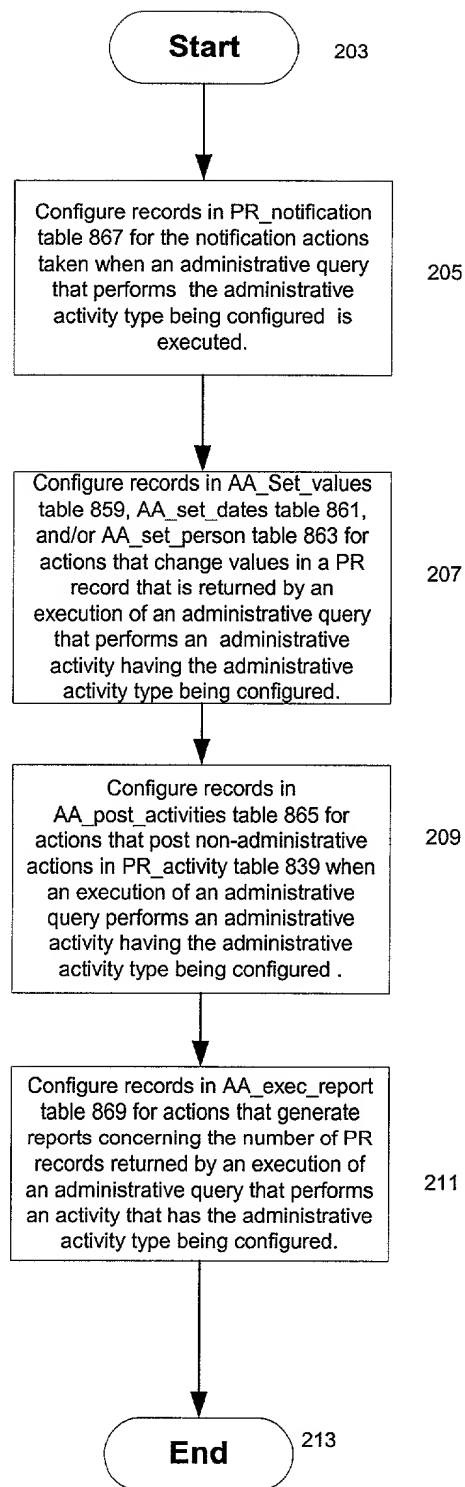 Start
203
Configure records in PR_notification
table 867 for the notification actions
taken when an administrative query
that performs the administrative
activity type being configured is
executed.
205
Configure records in AA_Set_values
table 859, AA_set_dates table 861,
and/or AA_set_person table 863 for
actions that change values in a PR
record that is returned by an
execution of an administrative query
that performs an administrative
activity having the administrative
activity type being configured.
207
Configure records in
AA_post_activities table 865 for
actions that post non-administrative
actions in PR_activity table 839 when
an execution of an administrative
query performs an administrative
activity having the administrative
activity type being configured .
209
Configure records in AA_exec_report
table 869 for actions that generate
reports concerning the number of PR
records returned by an execution of
an administrative query that performs
an activity that has the administrative
activity type being configured.
211
End
213